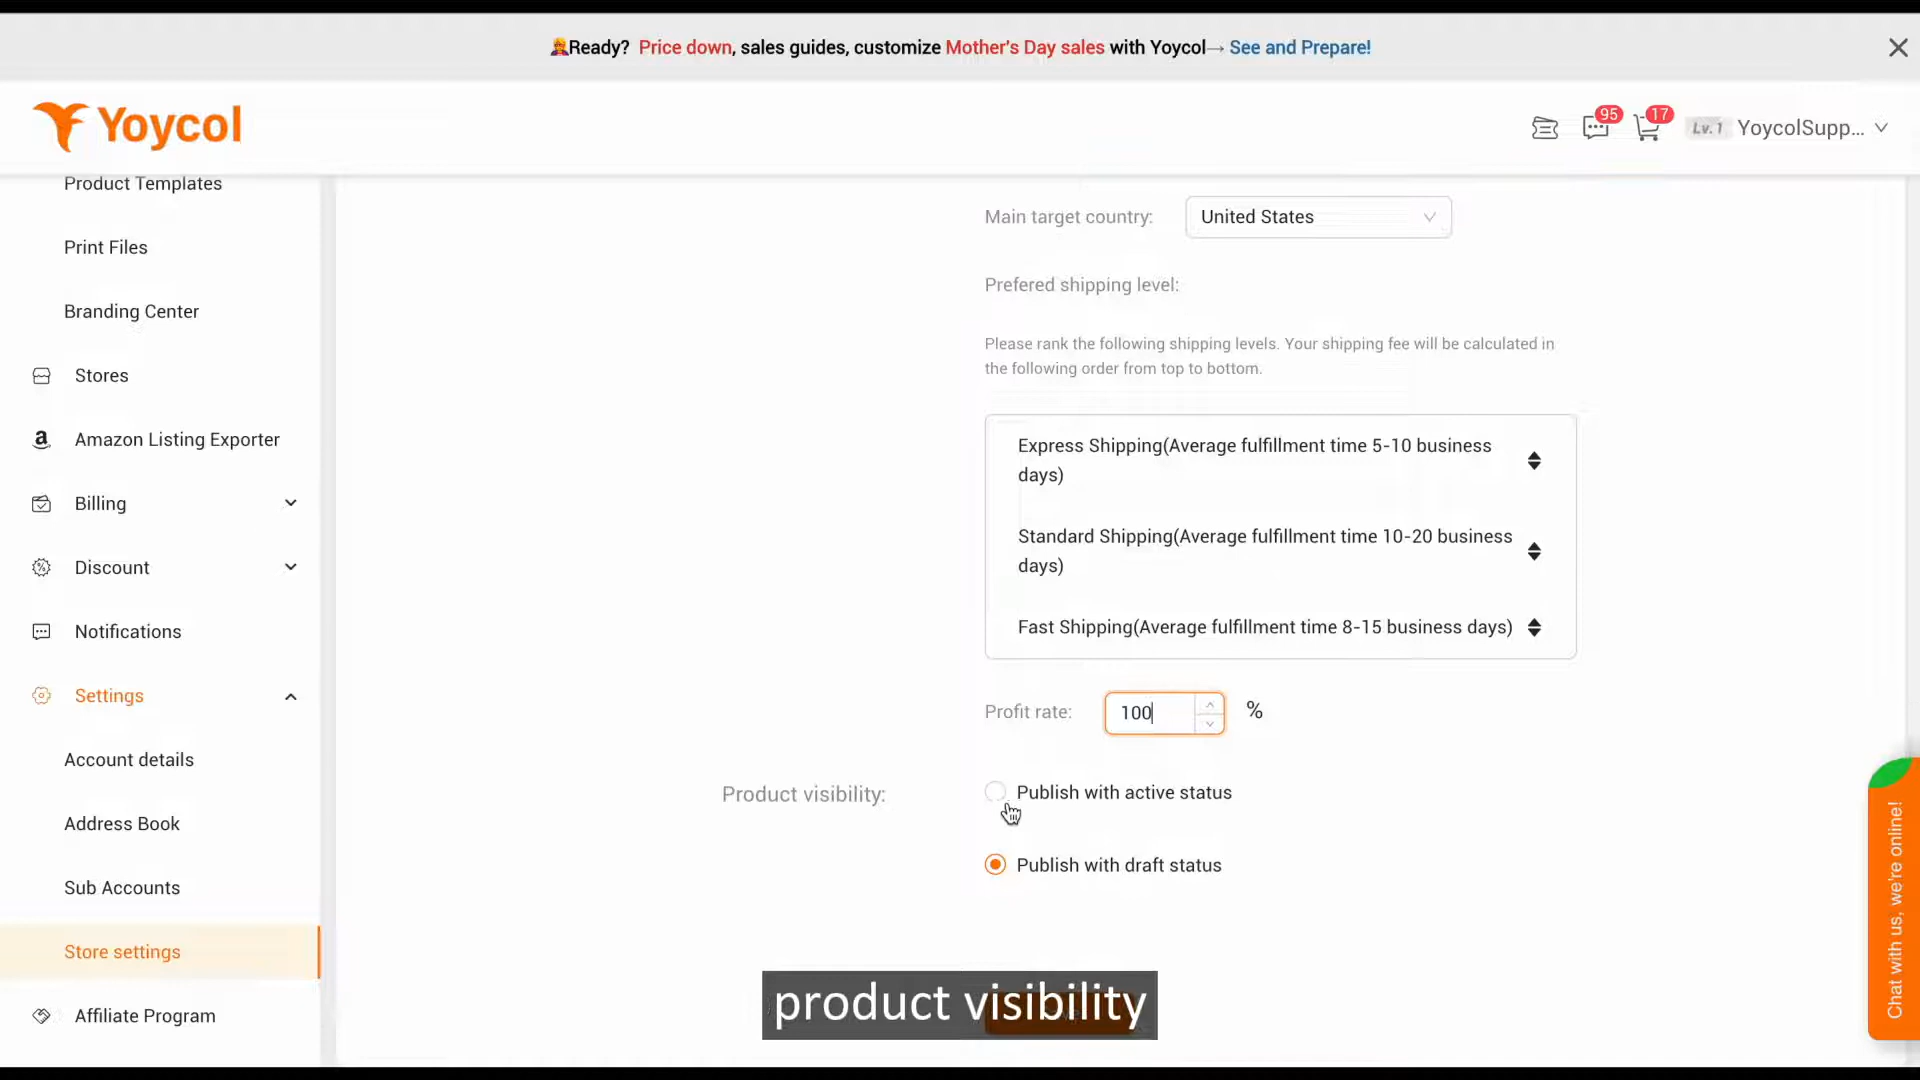 Ready? Price down, sales guides, customize Mother's Day sales with Yoycol→ See and Prepare!
Yoycol
95
17
Lv.1
YoycolSupp...
Product Templates
Print Files
Branding Center
Stores
Amazon Listing Exporter
Billing
Discount
Notifications
Settings
Account details
Address Book
Sub Accounts
Store settings
Affiliate Program
Main target country:
United States
Prefered shipping level:
Please rank the following shipping levels. Your shipping fee will be calculated in
the following order from top to bottom.
Express Shipping(Average fulfillment time 5-10 business
days)
Standard Shipping(Average fulfillment time 10-20 business
days)
Fast Shipping(Average fulfillment time 8-15 business days)
Profit rate:
100
%
Product visibility:
Publish with active status
Publish with draft status
product visibility
Chat with us, we're online!